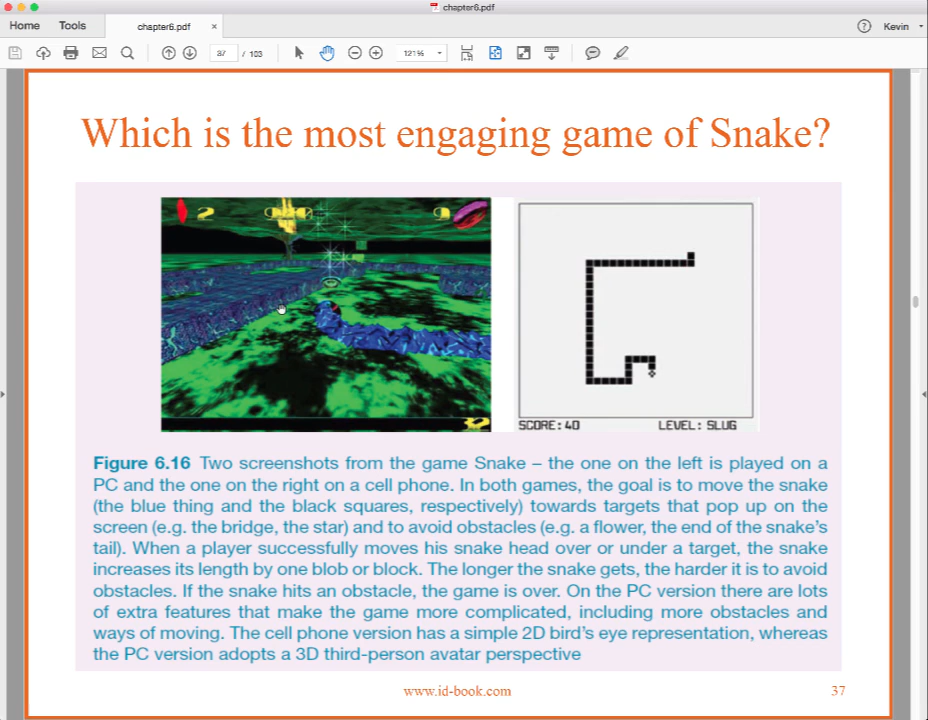 chapter6.pdf
Home Tools chapter6.pdf × ? Kevin
37 / 103 121%
Which is the most engaging game of Snake?
2 9
SCORE:40 LEVEL: SLUG
Figure 6.16 Two screenshots from the game Snake – the one on the left is played on a
PC and the one on the right on a cell phone. In both games, the goal is to move the snake
(the blue thing and the black squares, respectively) towards targets that pop up on the
screen (e.g. the bridge, the star) and to avoid obstacles (e.g. a flower, the end of the snake's
tail). When a player successfully moves his snake head over or under a target, the snake
increases its length by one blob or block. The longer the snake gets, the harder it is to avoid
obstacles. If the snake hits an obstacle, the game is over. On the PC version there are lots
of extra features that make the game more complicated, including more obstacles and
ways of moving. The cell phone version has a simple 2D bird's eye representation, whereas
the PC version adopts a 3D third-person avatar perspective
www.id-book.com 37